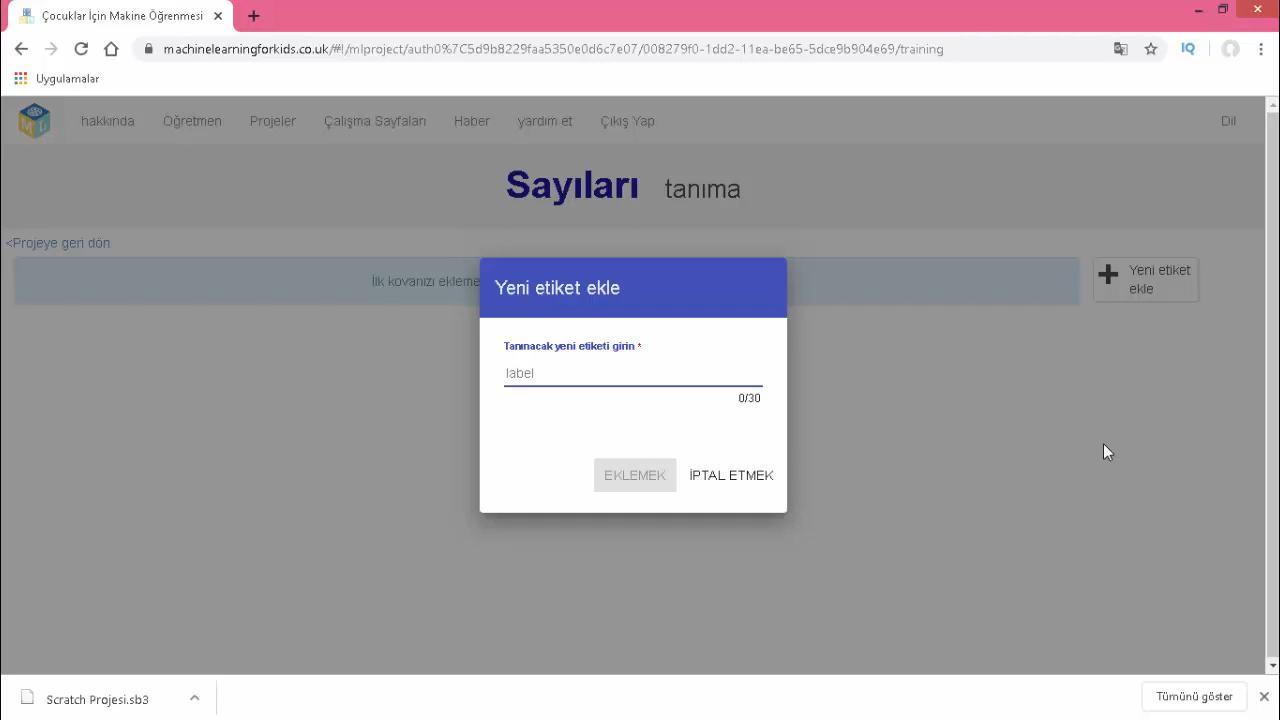 Çocuklar İçin Makine Öğrenmesi
machinelearningforkids.co.uk/#!/mlproject/auth0%7C5d9b8229faa5350e0d6c7e07/008279f0-1dd2-11ea-be65-5dce9b904e69/training
IQ
Uygulamalar
ML
hakkında Öğretmen Projeler Çalışma Sayfaları Haber yardım et Çıkış Yap Dil
Sayıları tanıma
<Projeye geri dön
İlk kovanızı
Yeni etiket
ekle
Yeni etiket ekle
Tanınacak yeni etiketi girin *
label
0/30
EKLEMEK İPTAL ETMEK
Scratch Projesi.sb3
Tümünü göster